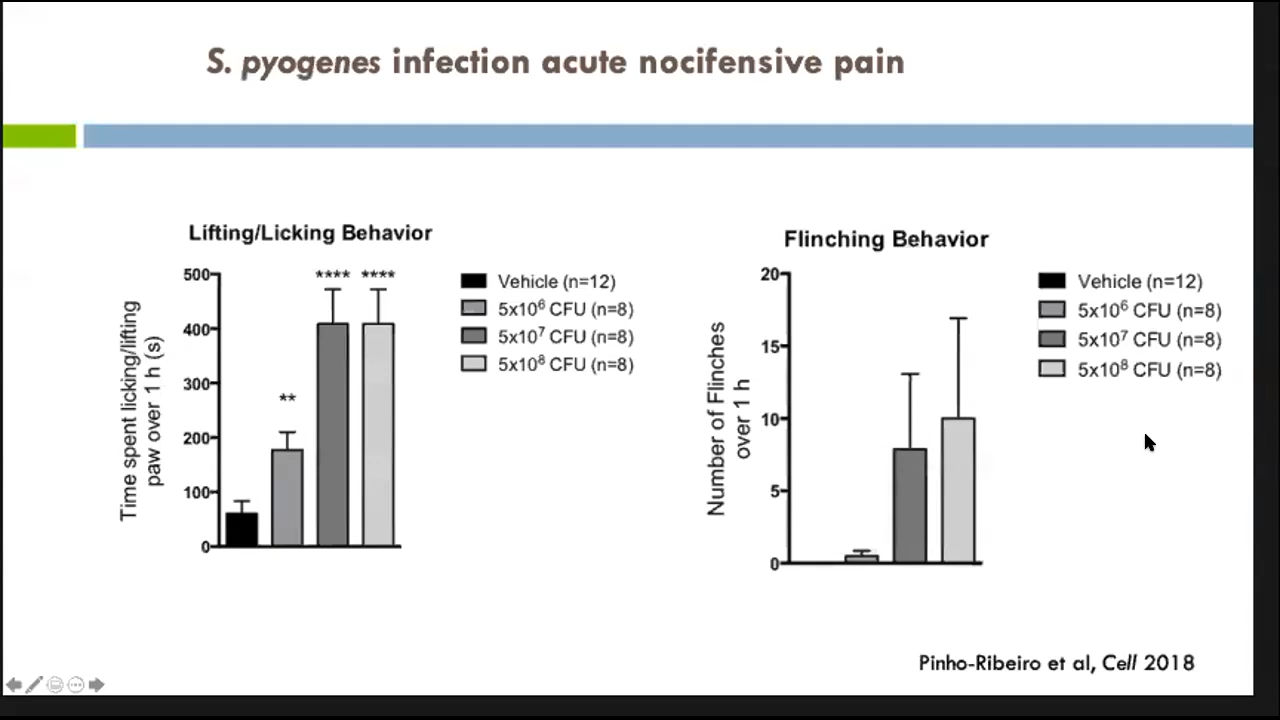 S. pyogenes infection acute nocifensive pain
Lifting/Licking Behavior
Time spent licking/lifting
paw over 1 h (s)
500
400
300
200
100
0
**
****
****
Vehicle (n=12)
5x10⁶ CFU (n=8)
5x10⁷ CFU (n=8)
5x10⁸ CFU (n=8)
Flinching Behavior
Number of Flinches
over 1 h
20
15
10
5
0
Vehicle (n=12)
5x10⁶ CFU (n=8)
5x10⁷ CFU (n=8)
5x10⁸ CFU (n=8)
Pinho-Ribeiro et al, Cell 2018